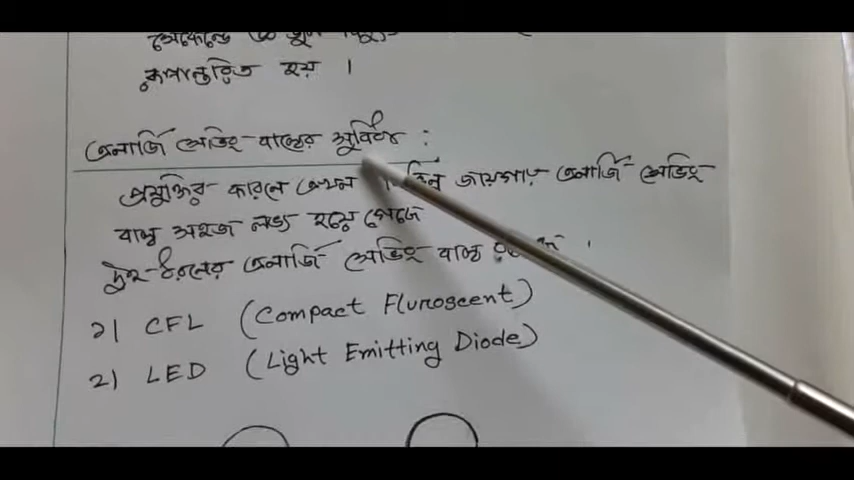 রূপান্তরিত হয় ।
এনার্জি সেভিং বাল্বের সুবিধা :
প্রযুক্তির কারনে এখন জায়গায় এনার্জি সেভিং
বাল্ব সহজ লভ্য হয়ে গেছে
দুই ধরনের এনার্জি সেভিং বাল্ব
১। CFL (Compact Fluroscent)
২। LED (Light Emitting Diode)